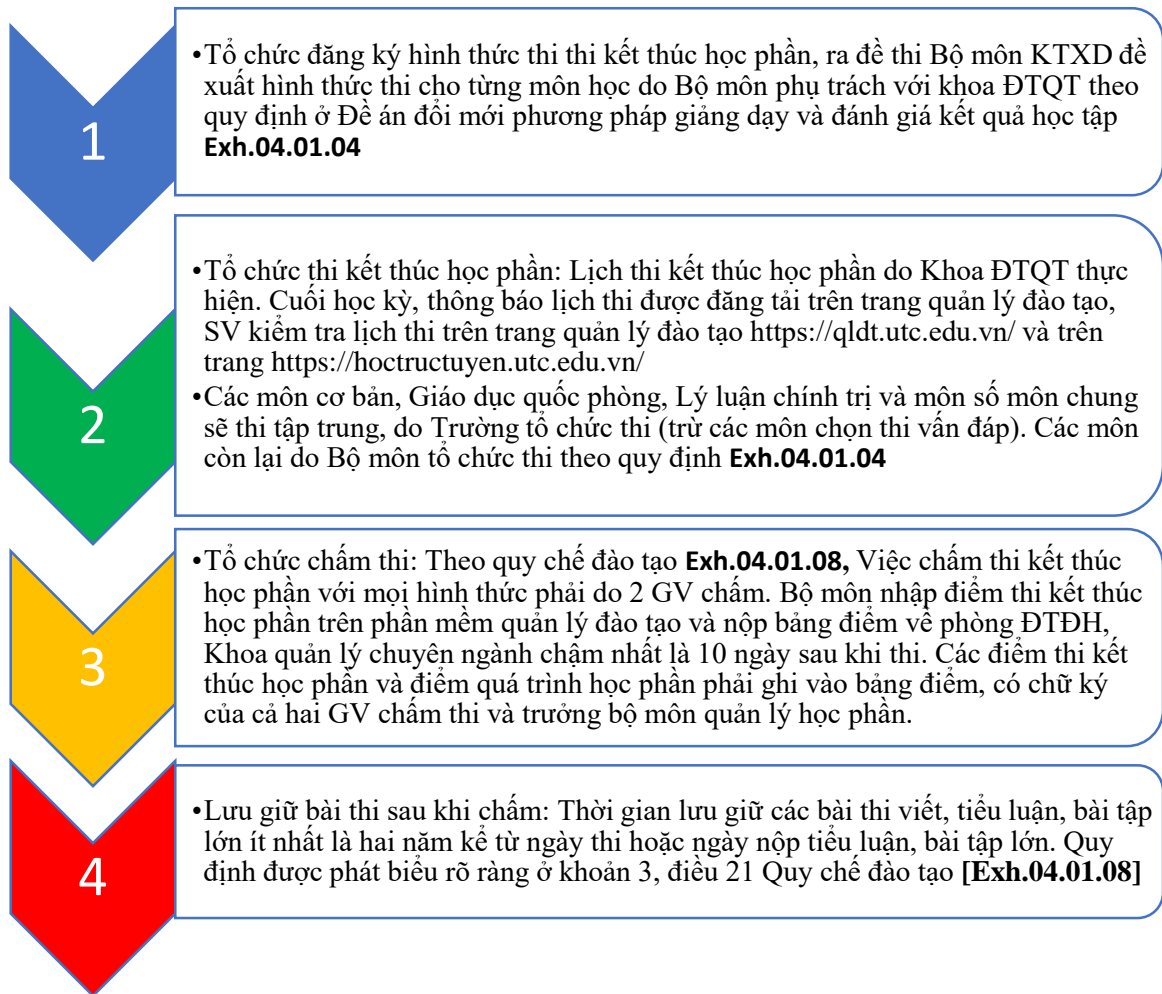 1
•Tổ chức đăng ký hình thức thi thi kết thúc học phần, ra đề thi Bộ môn KTXD đề
xuất hình thức thi cho từng môn học do Bộ môn phụ trách với khoa ĐTQT theo
quy định ở Đề án đổi mới phương pháp giảng dạy và đánh giá kết quả học tập
Exh.04.01.04
2
•Tổ chức thi kết thúc học phần: Lịch thi kết thúc học phần do Khoa ĐTQT thực
hiện. Cuối học kỳ, thông báo lịch thi được đăng tải trên trang quản lý đào tạo,
SV kiểm tra lịch thi trên trang quản lý đào tạo https://qldt.utc.edu.vn/ và trên
trang https://hoctructuyen.utc.edu.vn/
•Các môn cơ bản, Giáo dục quốc phòng, Lý luận chính trị và môn số môn chung
sẽ thi tập trung, do Trường tổ chức thi (trừ các môn chọn thi vấn đáp). Các môn
còn lại do Bộ môn tổ chức thi theo quy định Exh.04.01.04
3
•Tổ chức chấm thi: Theo quy chế đào tạo Exh.04.01.08, Việc chấm thi kết thúc
học phần với mọi hình thức phải do 2 GV chấm. Bộ môn nhập điểm thi kết thúc
học phần trên phần mềm quản lý đào tạo và nộp bảng điểm về phòng ĐTĐH,
Khoa quản lý chuyên ngành chậm nhất là 10 ngày sau khi thi. Các điểm thi kết
thúc học phần và điểm quá trình học phần phải ghi vào bảng điểm, có chữ ký
của cả hai GV chấm thi và trưởng bộ môn quản lý học phần.
4
•Lưu giữ bài thi sau khi chấm: Thời gian lưu giữ các bài thi viết, tiểu luận, bài tập
lớn ít nhất là hai năm kể từ ngày thi hoặc ngày nộp tiểu luận, bài tập lớn. Quy
định được phát biểu rõ ràng ở khoản 3, điều 21 Quy chế đào tạo [Exh.04.01.08]